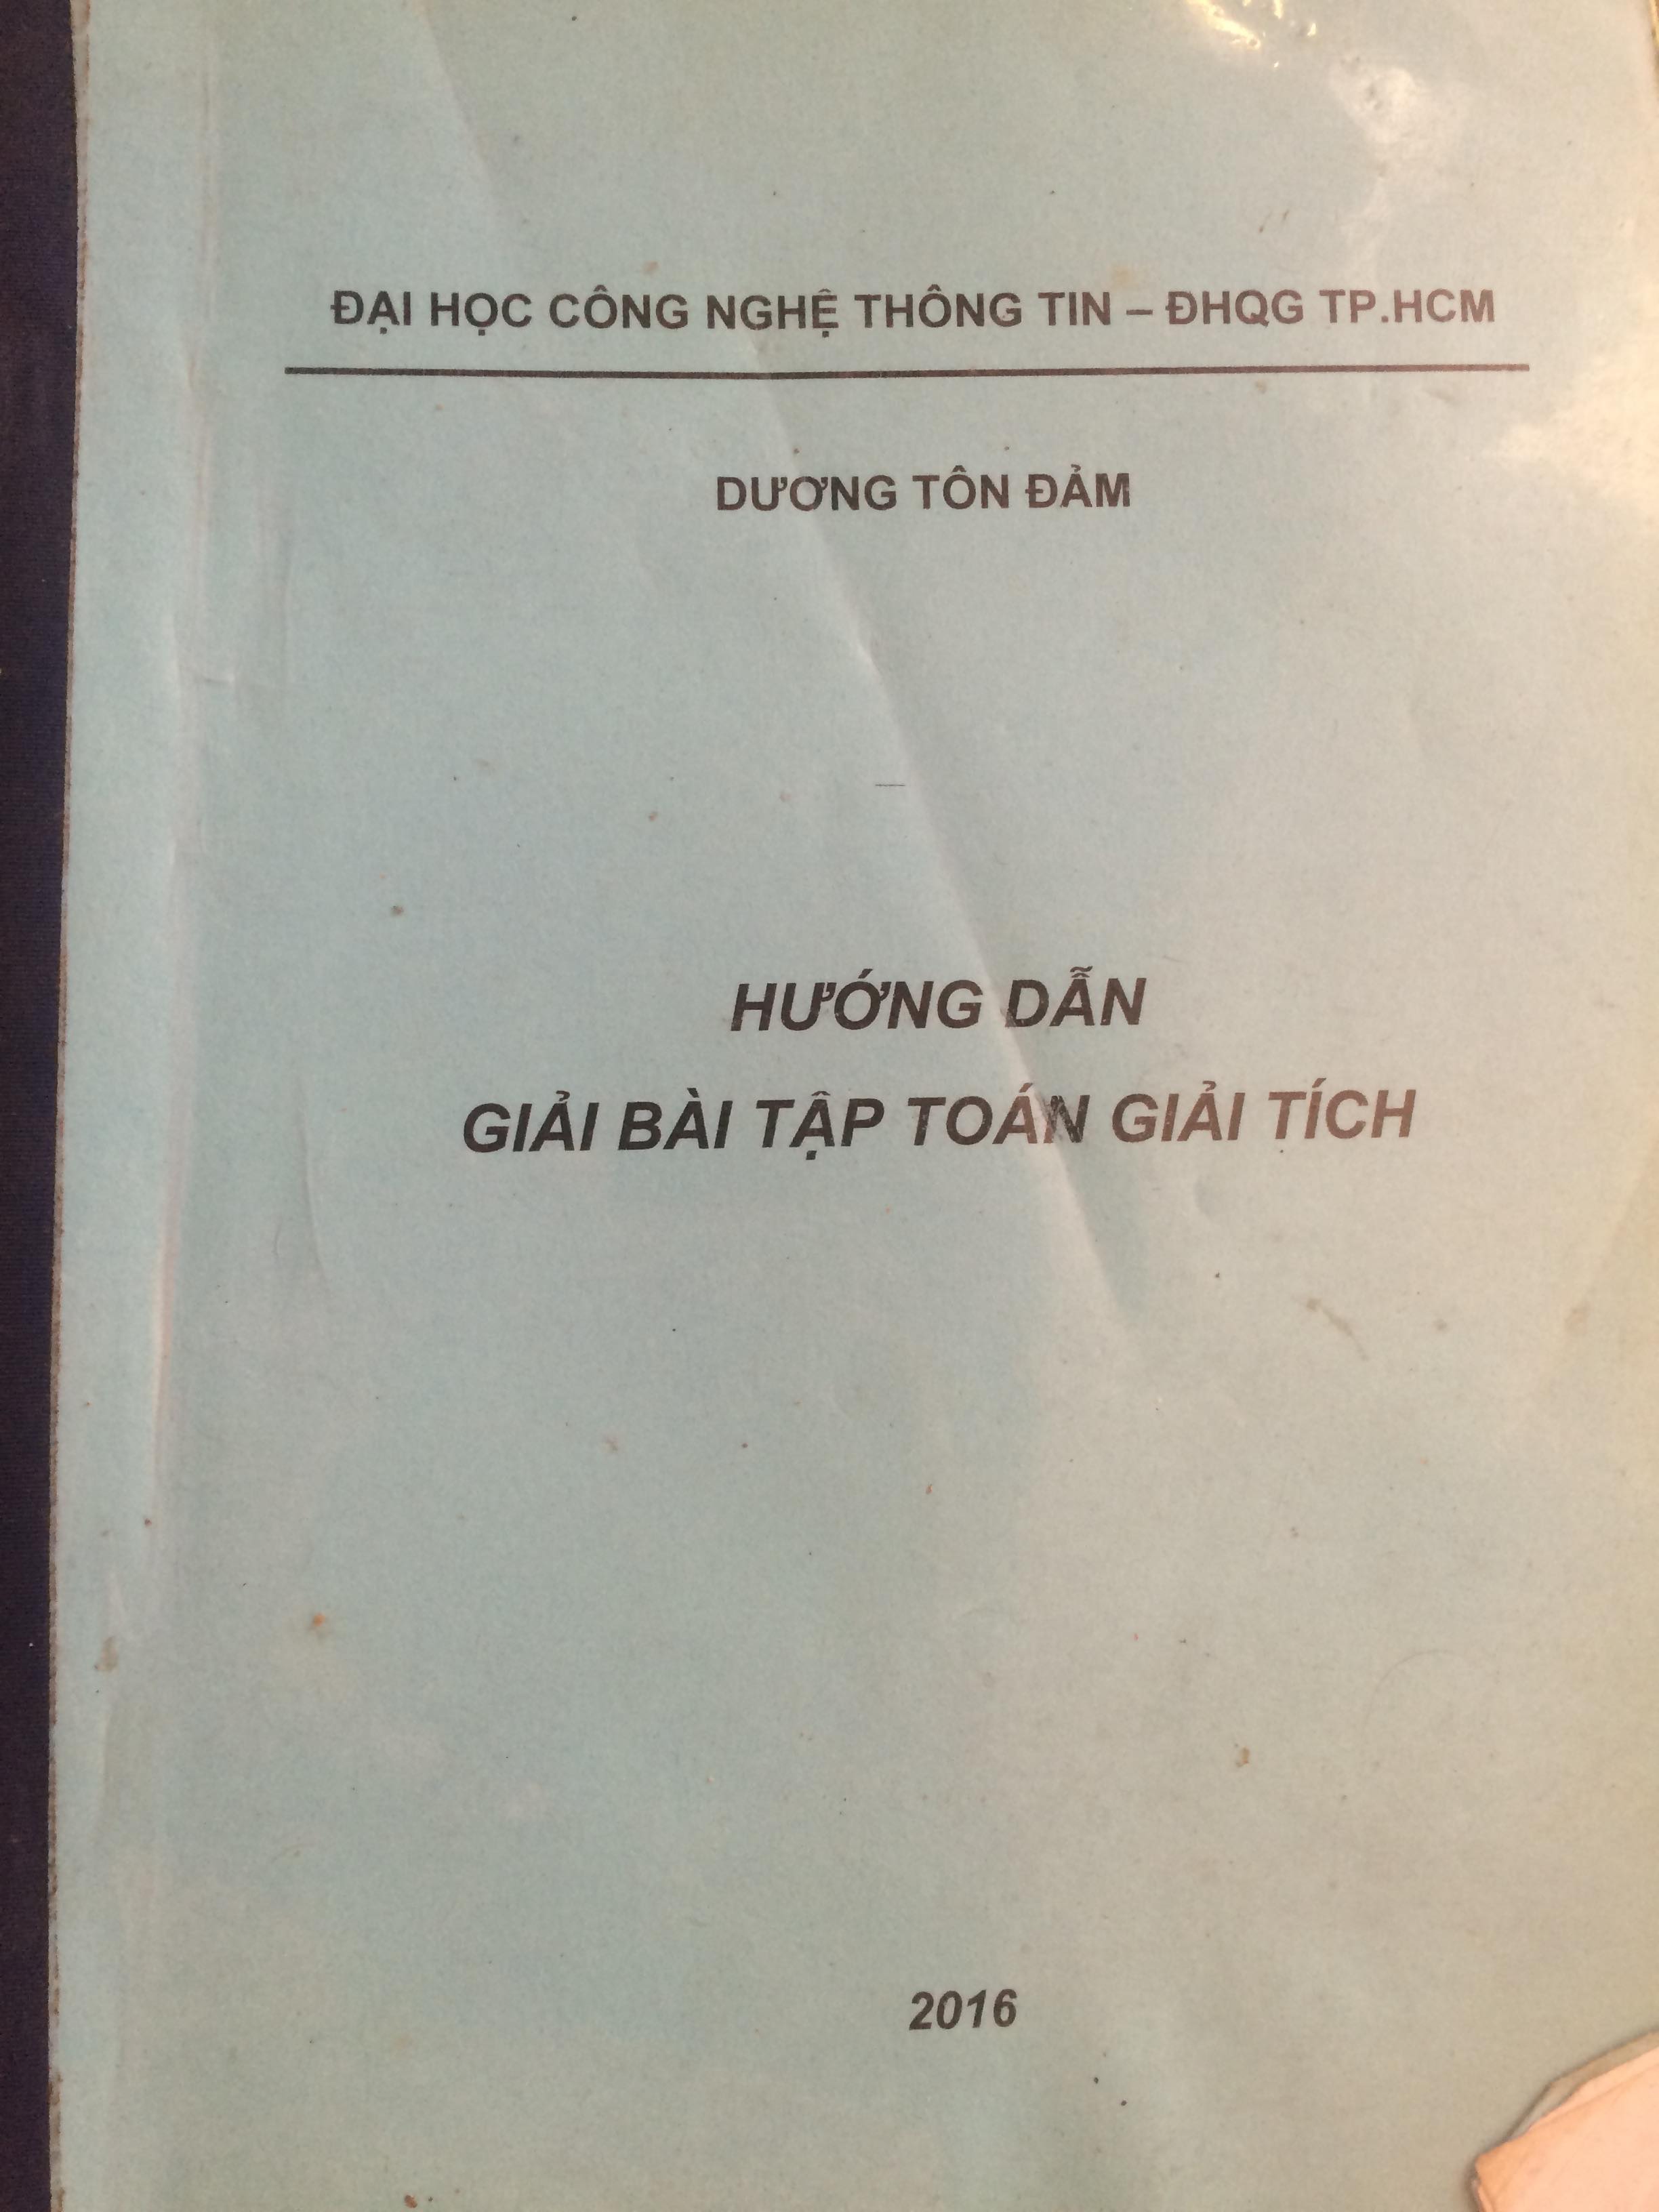 ĐẠI HỌC CÔNG NGHỆ THÔNG TIN – ĐHQG TP.HCM
DƯƠNG TÔN ĐẢM
HƯỚNG DẪN
GIẢI BÀI TẬP TOÁN GIẢI TÍCH
2016